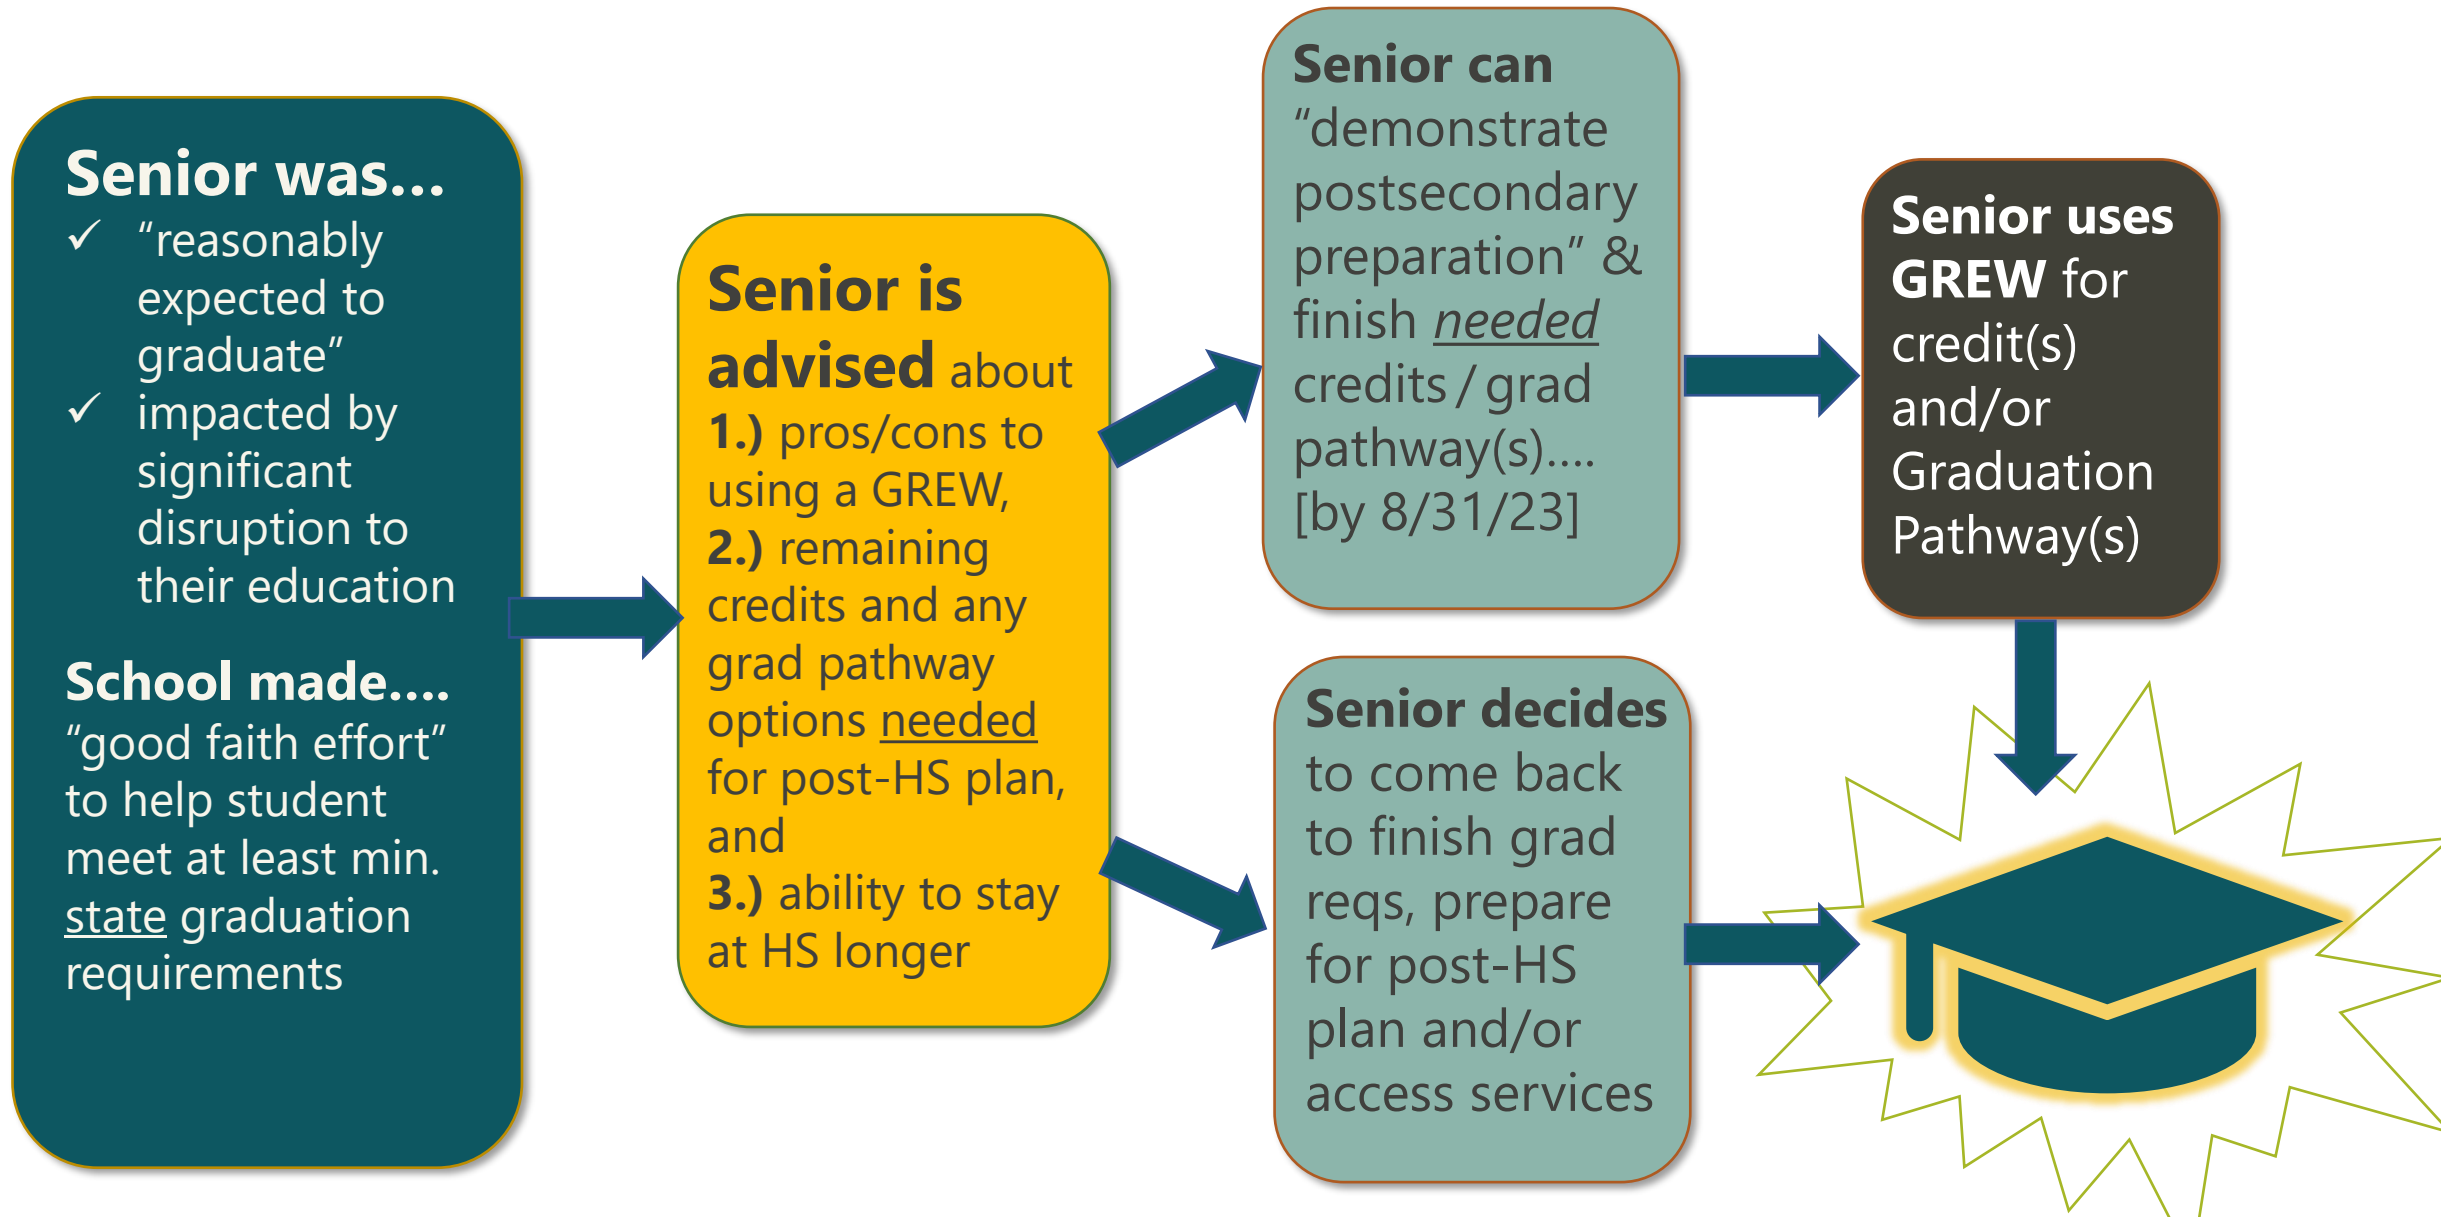 Senior was...
✓ “reasonably
expected to
graduate”
✓ impacted by
significant
disruption to
their education
School made....
“good faith effort”
to help student
meet at least min.
state graduation
requirements
Senior is
advised about
1.) pros/cons to
using a GREW,
2.) remaining
credits and any
grad pathway
options needed
for post-HS plan,
and
3.) ability to stay
at HS longer
Senior can
“demonstrate
postsecondary
preparation” &
finish needed
credits / grad
pathway(s)....
[by 8/31/23]
Senior decides
to come back
to finish grad
reqs, prepare
for post-HS
plan and/or
access services
Senior uses
GREW for
credit(s)
and/or
Graduation
Pathway(s)